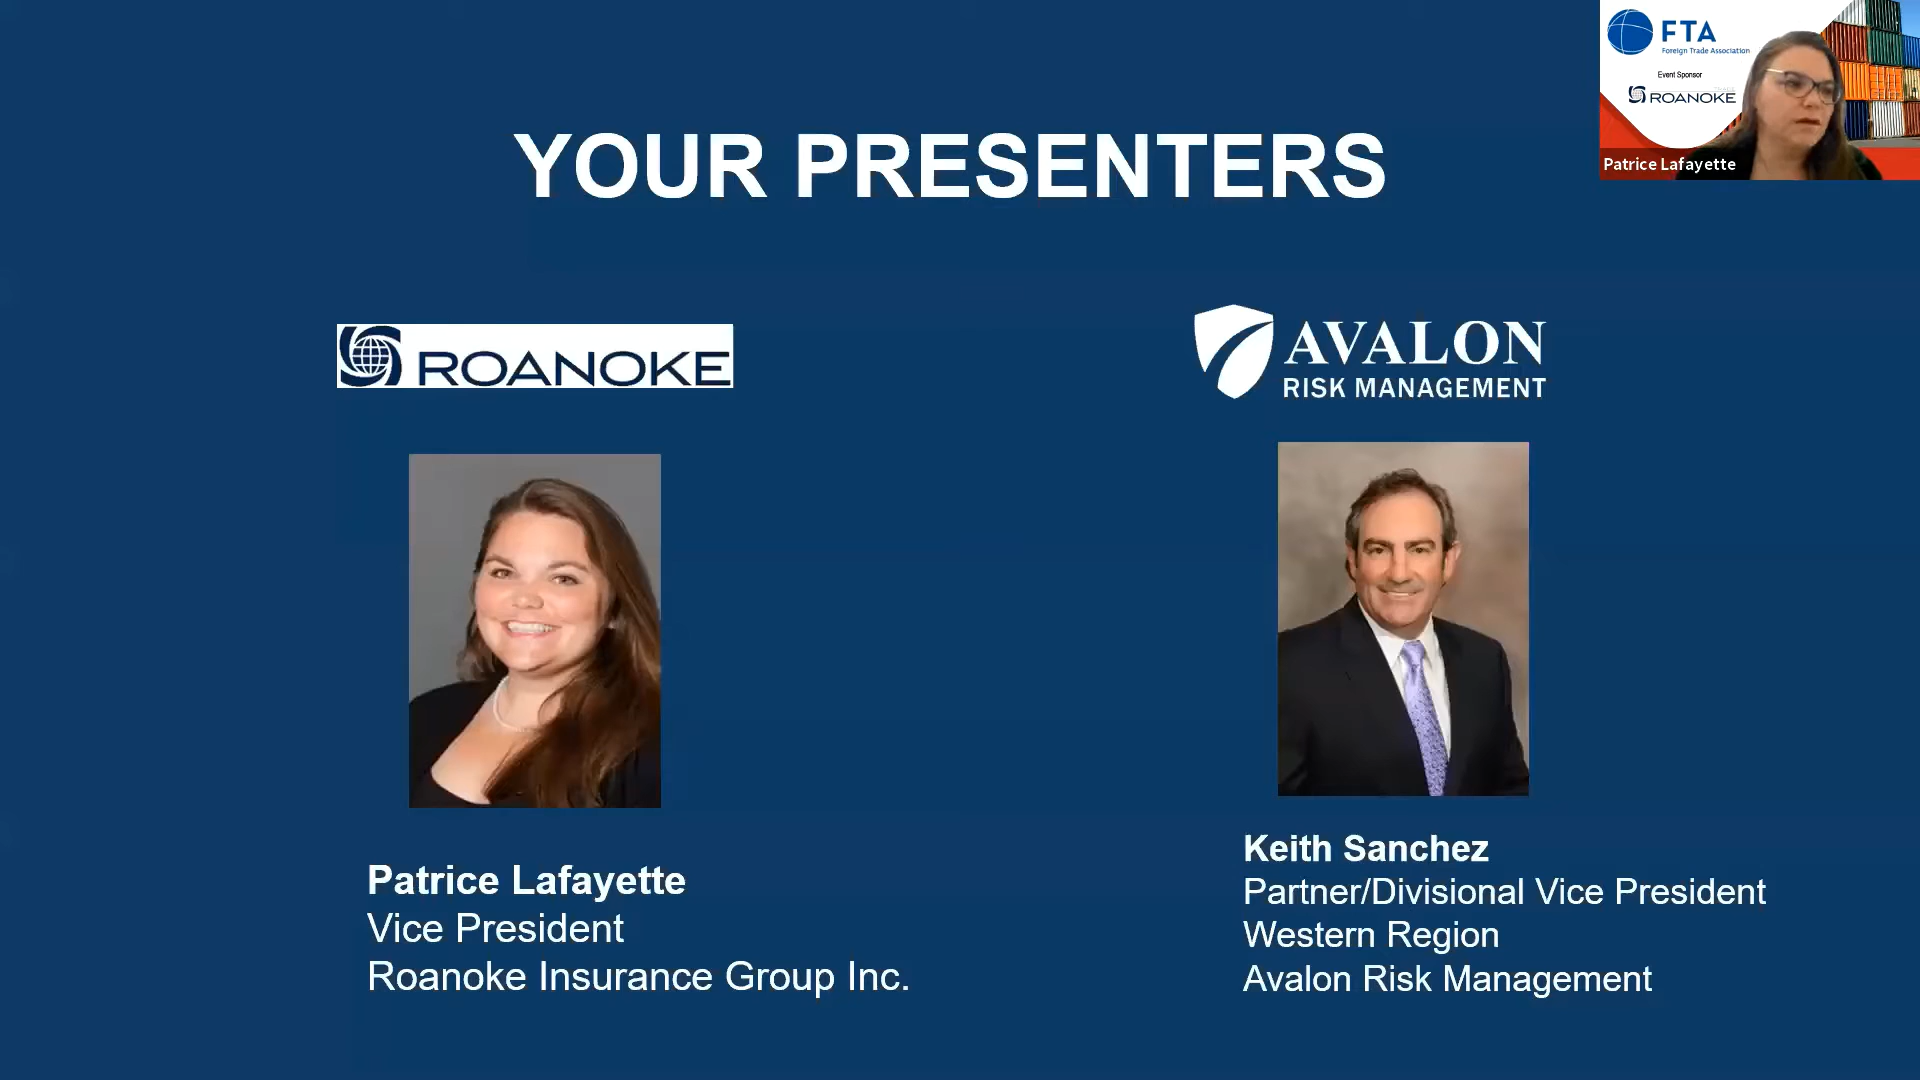 FTA
Foreign Trade Association
Event Sponsor
ROANOKE
Patrice Lafayette
YOUR PRESENTERS
ROANOKE
AVALON
RISK MANAGEMENT
Patrice Lafayette
Vice President
Roanoke Insurance Group Inc.
Keith Sanchez
Partner/Divisional Vice President
Western Region
Avalon Risk Management